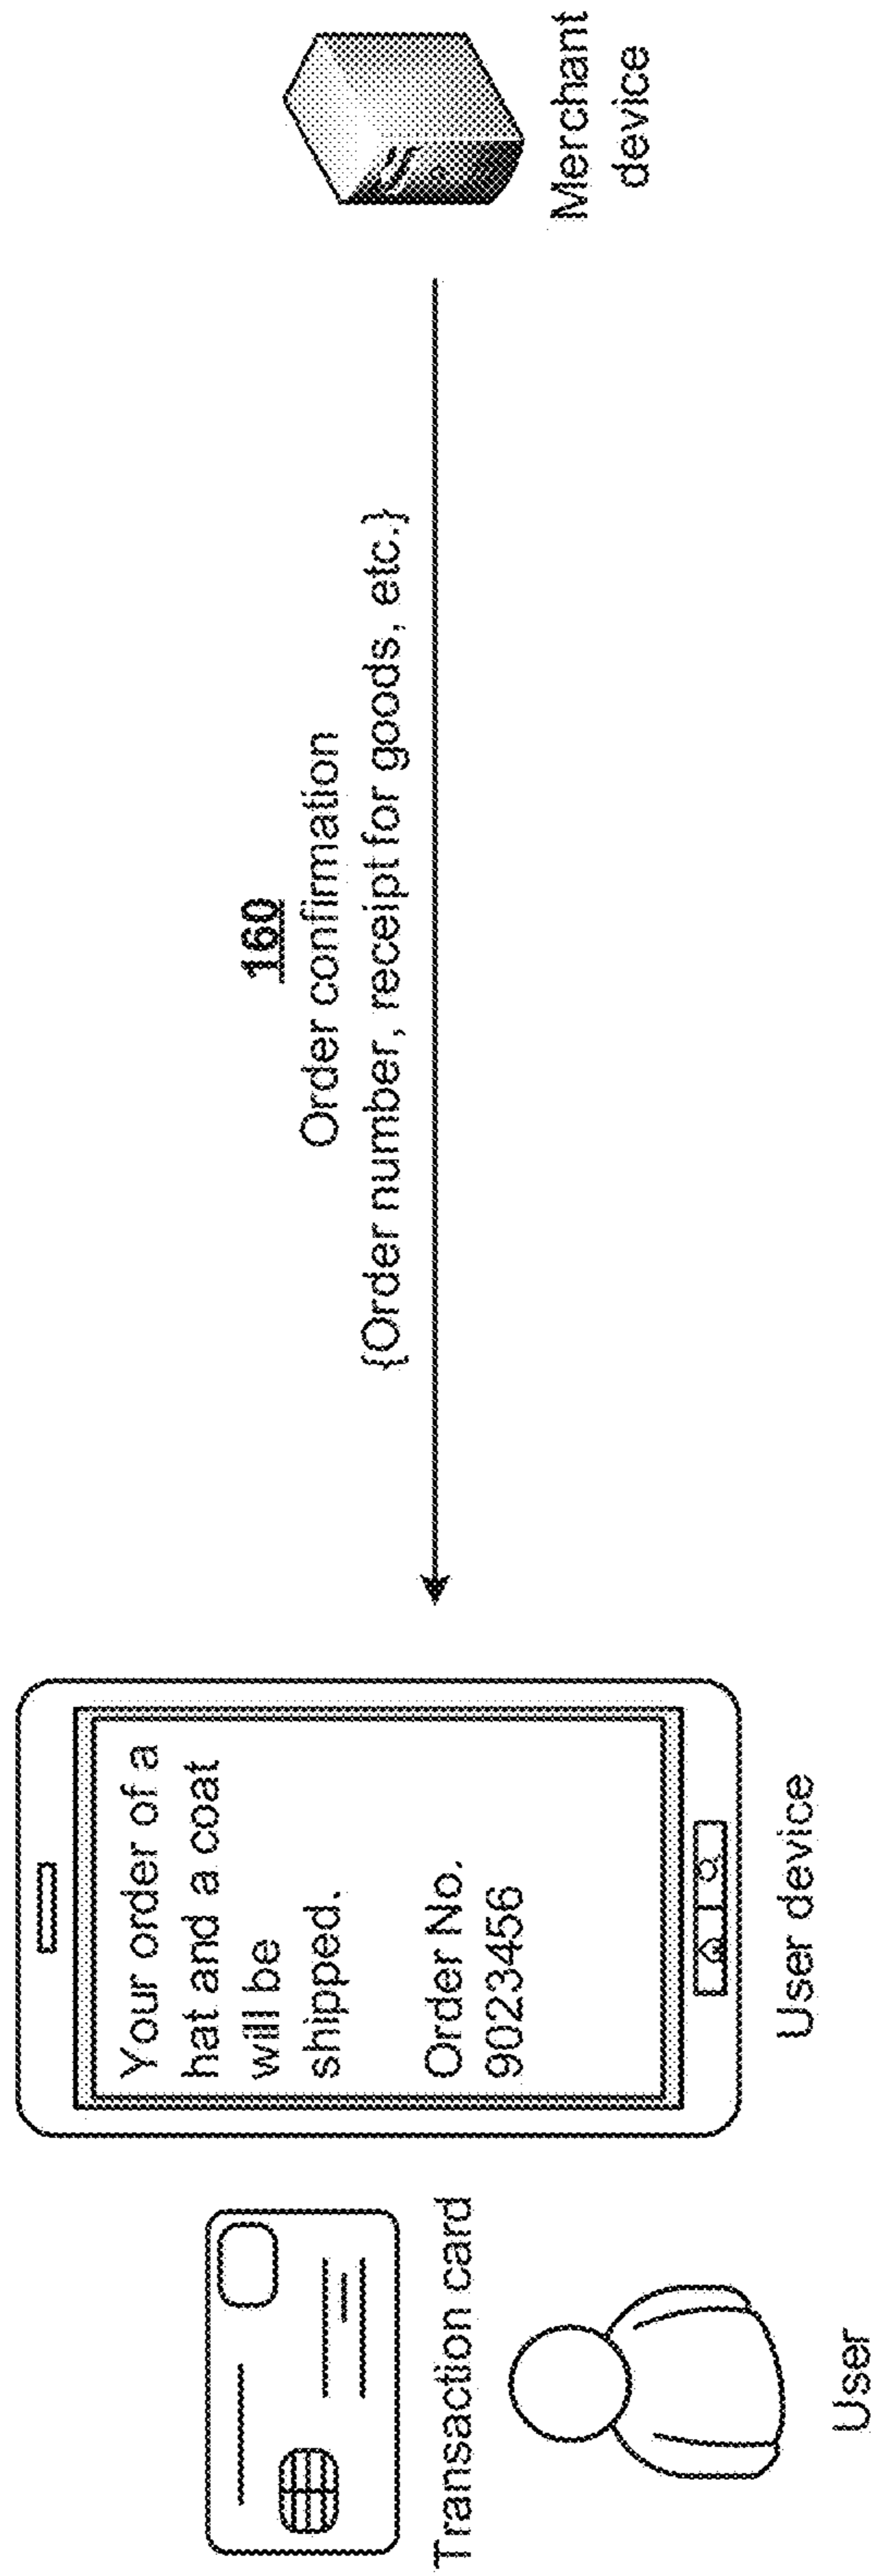 Transaction card
User
Your order of a
hat and a coat
will be
shipped.
Order No.
9023456
User device
160
Order confirmation
{Order number, receipt for goods, etc.}
Merchant
device